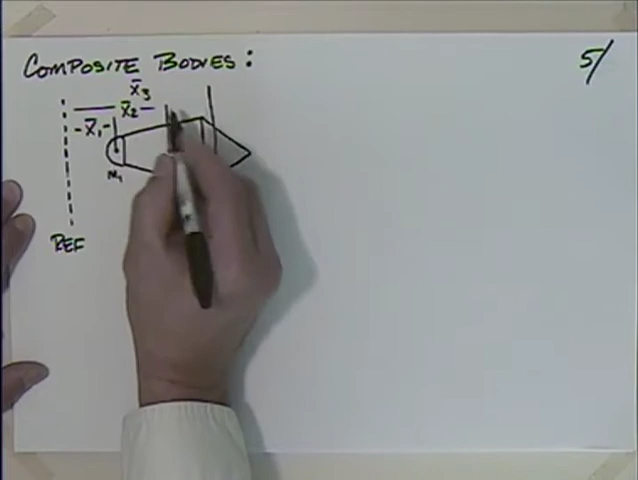 COMPOSITE BODIES:
5/
x̄3
x̄2
x̄1
M1
REF